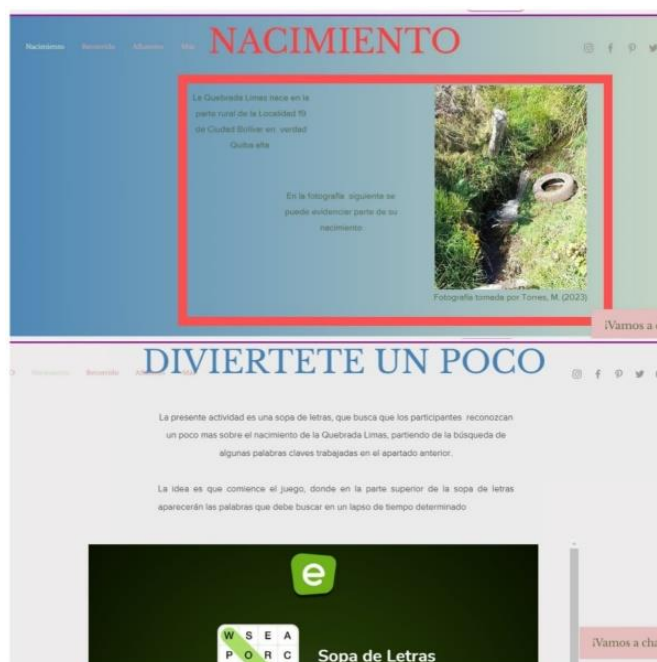 NACIMIENTO
Nacimiento Recorrido Afluentes Más
La Quebrada Limas nace en la
parte rural de la Localidad 19
de Ciudad Bolívar en verdad
Quiba alta
En la fotografía siguiente se
puede evidenciar parte de su
nacimiento.
Fotografía tomada por Torres, M. (2023)
¡Vamos a
DIVIERTETE UN POCO
Nacimiento Recorrido
La presente actividad es una sopa de letras, que busca que los participantes reconozcan
un poco mas sobre el nacimiento de la Quebrada Limas, partiendo de la búsqueda de
algunas palabras claves trabajadas en el apartado anterior.
La idea es que comience el juego, donde en la parte superior de la sopa de letras
aparecerán las palabras que debe buscar en un lapso de tiempo determinado
e
W S E A
P O R C
Sopa de Letras
¡Vamos a cha